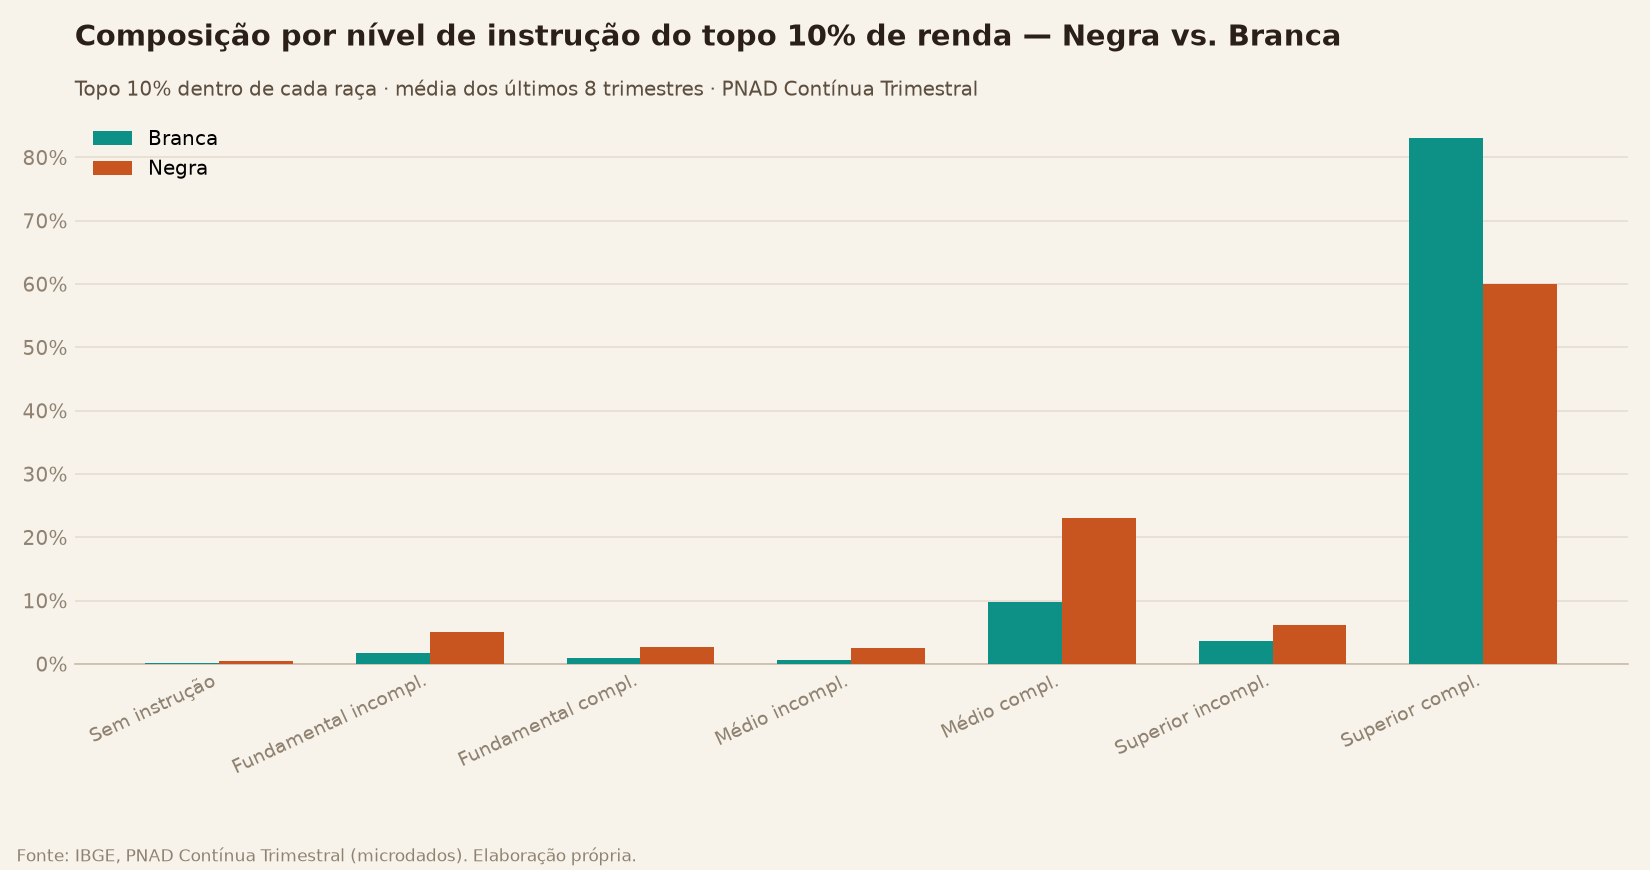 Composição por nível de instrução do topo 10% de renda — Negra vs. Branca
Topo 10% dentro de cada raça · média dos últimos 8 trimestres · PNAD Contínua Trimestral
Branca
Negra
80%
70%
60%
50%
40%
30%
20%
10%
0%
Sem instrução
Fundamental incompl.
Fundamental compl.
Médio incompl.
Médio compl.
Superior incompl.
Superior compl.
Fonte: IBGE, PNAD Contínua Trimestral (microdados). Elaboração própria.